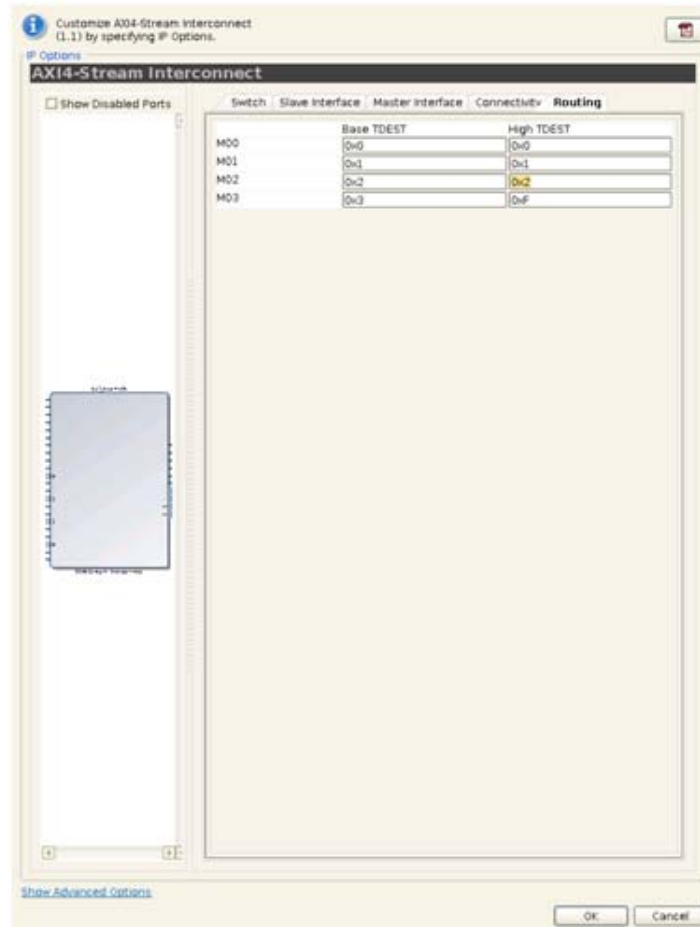 Customize AXI4-Stream Interconnect
(1.1) by specifying IP Options.
IP Options
AXI4-Stream Interconnect
Show Disabled Ports
Switch Slave Interface Master Interface Connectivity Routing
Base TDEST High TDEST
M00 0x0 0x0
M01 0x1 0x1
M02 0x2 0x2
M03 0x3 0xF
Show Advanced Options
OK Cancel